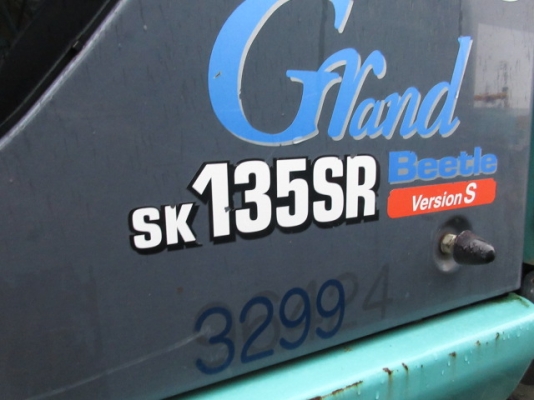 Grand
Beetle
SK135SR
Version S
3299